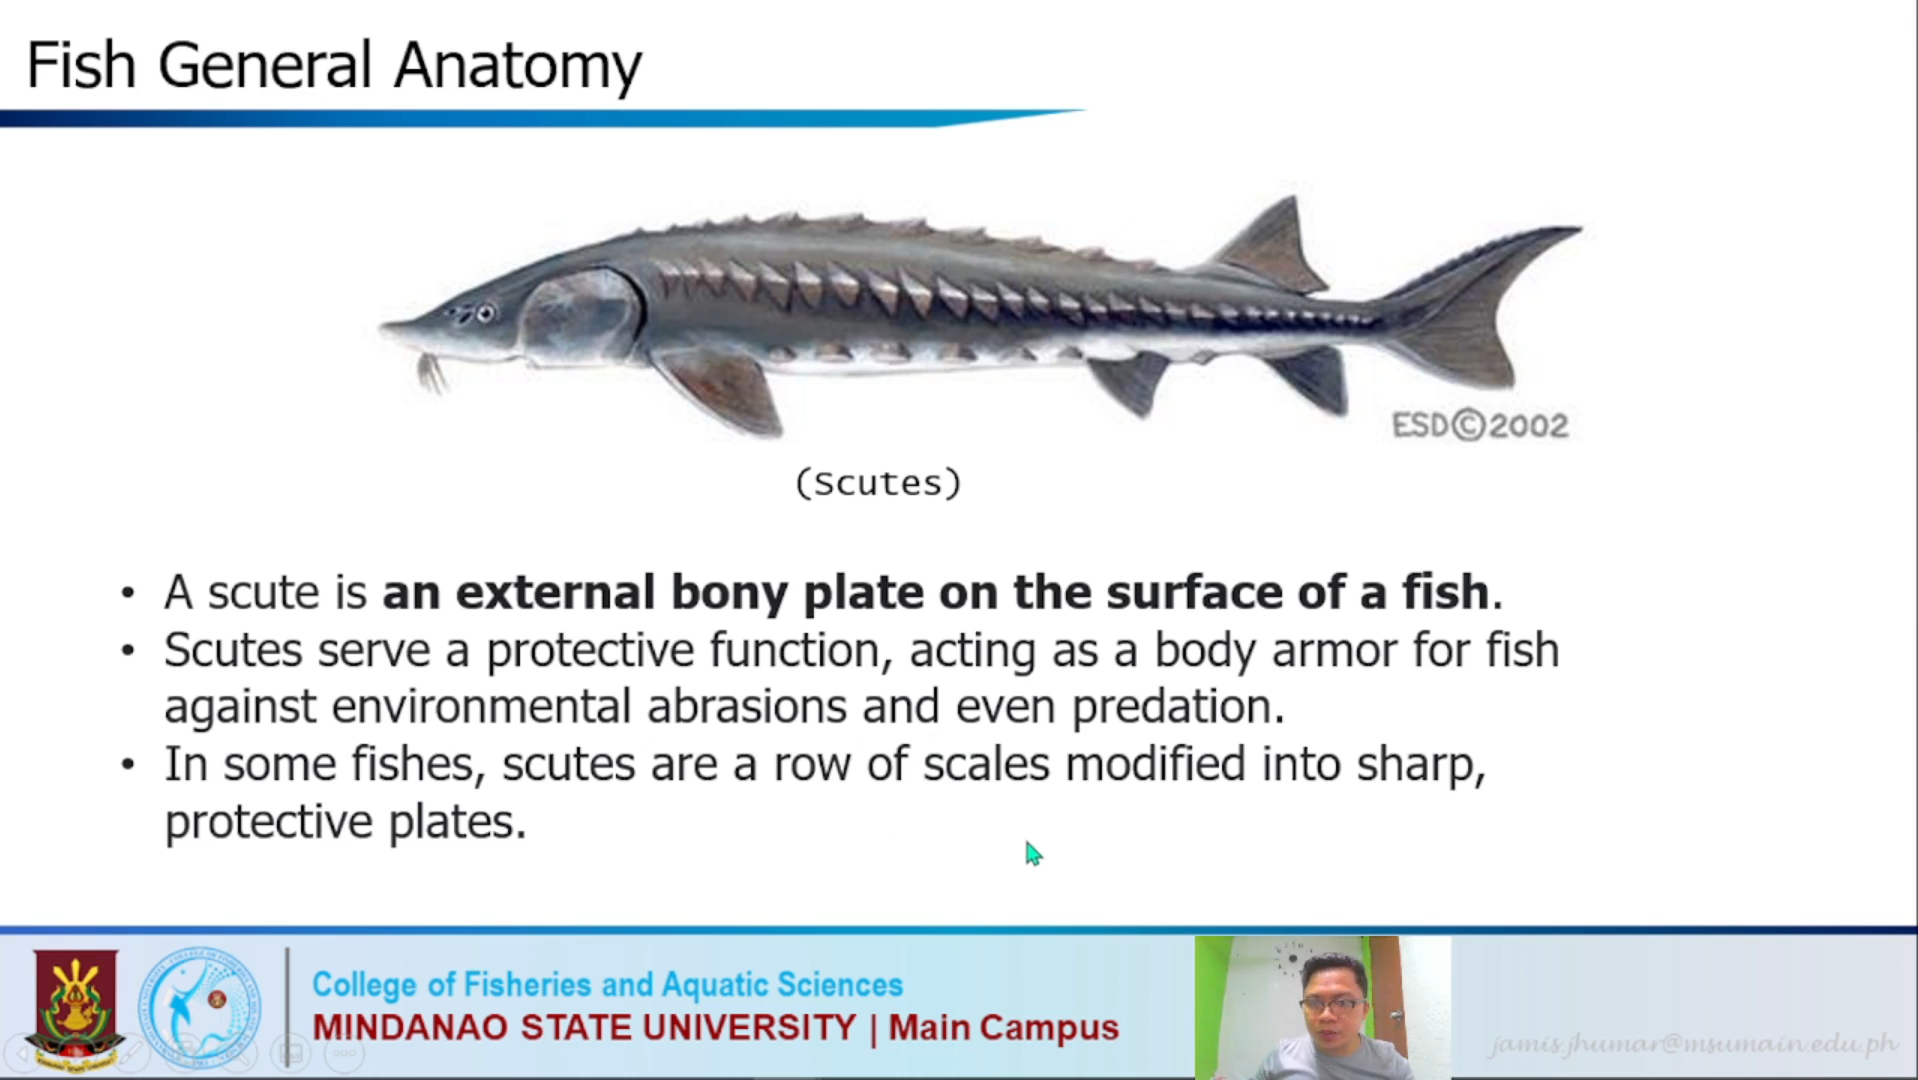 Fish General Anatomy
ESD©2002
(Scutes)
• A scute is an external bony plate on the surface of a fish.
• Scutes serve a protective function, acting as a body armor for fish
against environmental abrasions and even predation.
• In some fishes, scutes are a row of scales modified into sharp,
protective plates.
College of Fisheries and Aquatic Sciences
MINDANAO STATE UNIVERSITY | Main Campus
jamis.jhumar@msumain.edu.ph